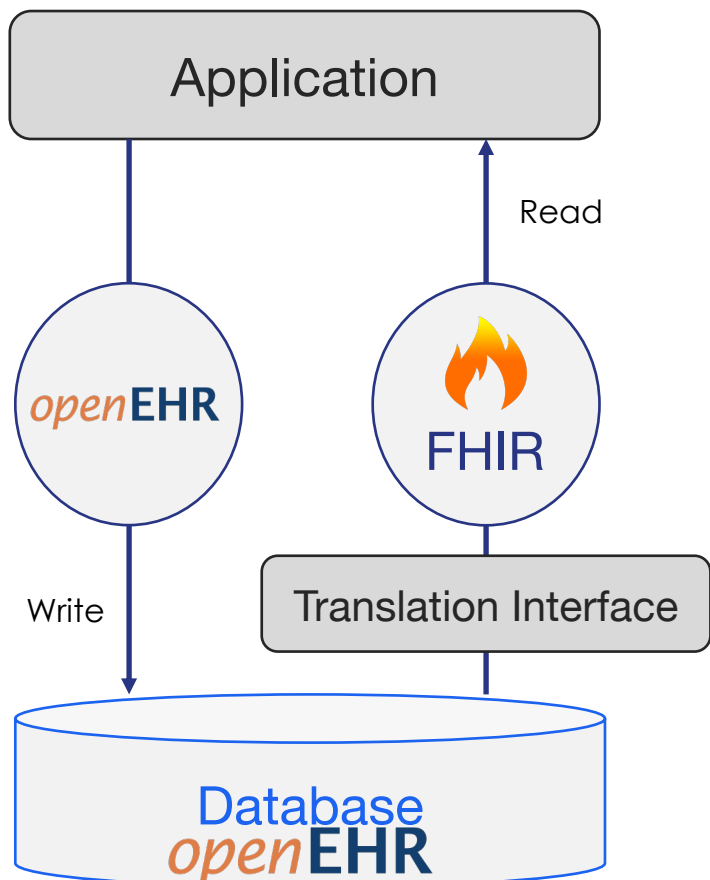 Application
Read
openEHR
FHIR
Write
Translation Interface
Database
openEHR